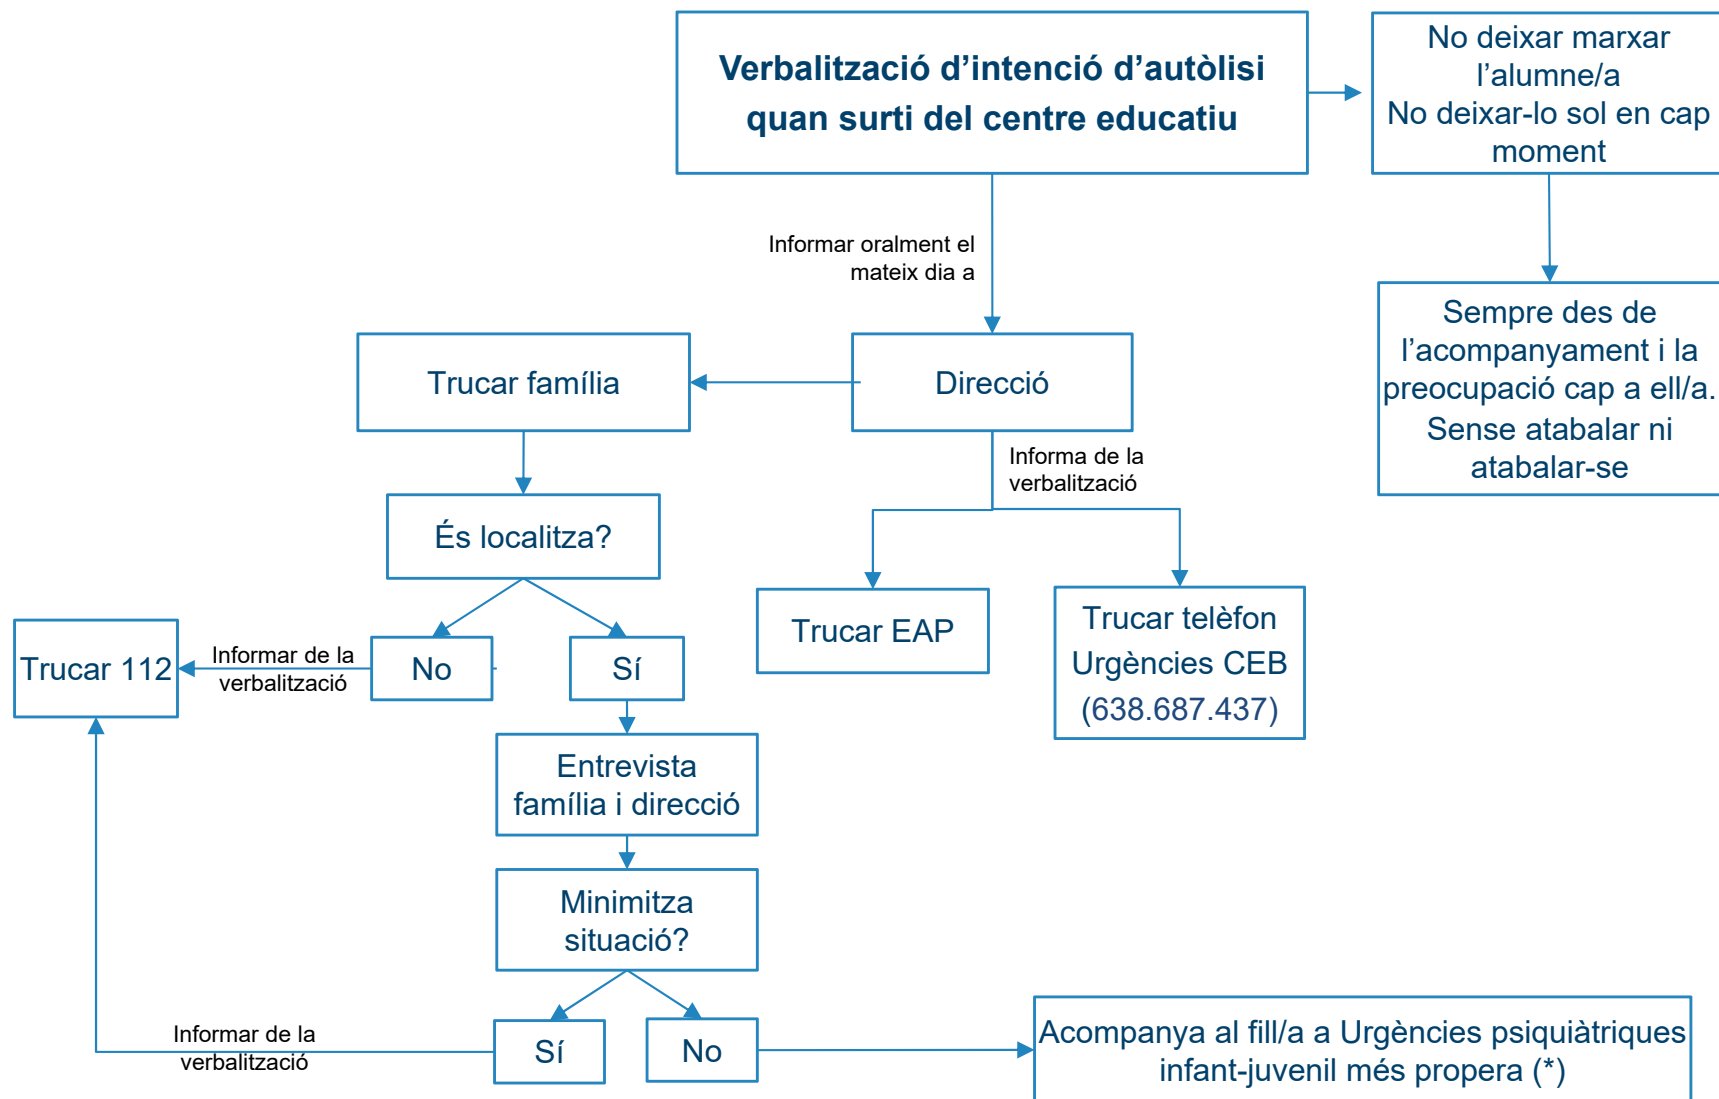 Verbalització d’intenció d’autòlisi
quan surti del centre educatiu
No deixar marxar
l’alumne/a
No deixar-lo sol en cap
moment
Informar oralment el
mateix dia a
Sempre des de
l’acompanyament i la
preocupació cap a ell/a.
Sense atabalar ni
atabalar-se
Trucar família
Direcció
Informa de la
verbalització
És localitza?
Trucar EAP
Trucar telèfon
Urgències CEB
(638.687.437)
Trucar 112
Informar de la
verbalització
No
Sí
Entrevista
família i direcció
Minimitza
situació?
Informar de la
verbalització
Sí
No
Acompanya al fill/a a Urgències psiquiàtriques
infant-juvenil més propera (*)